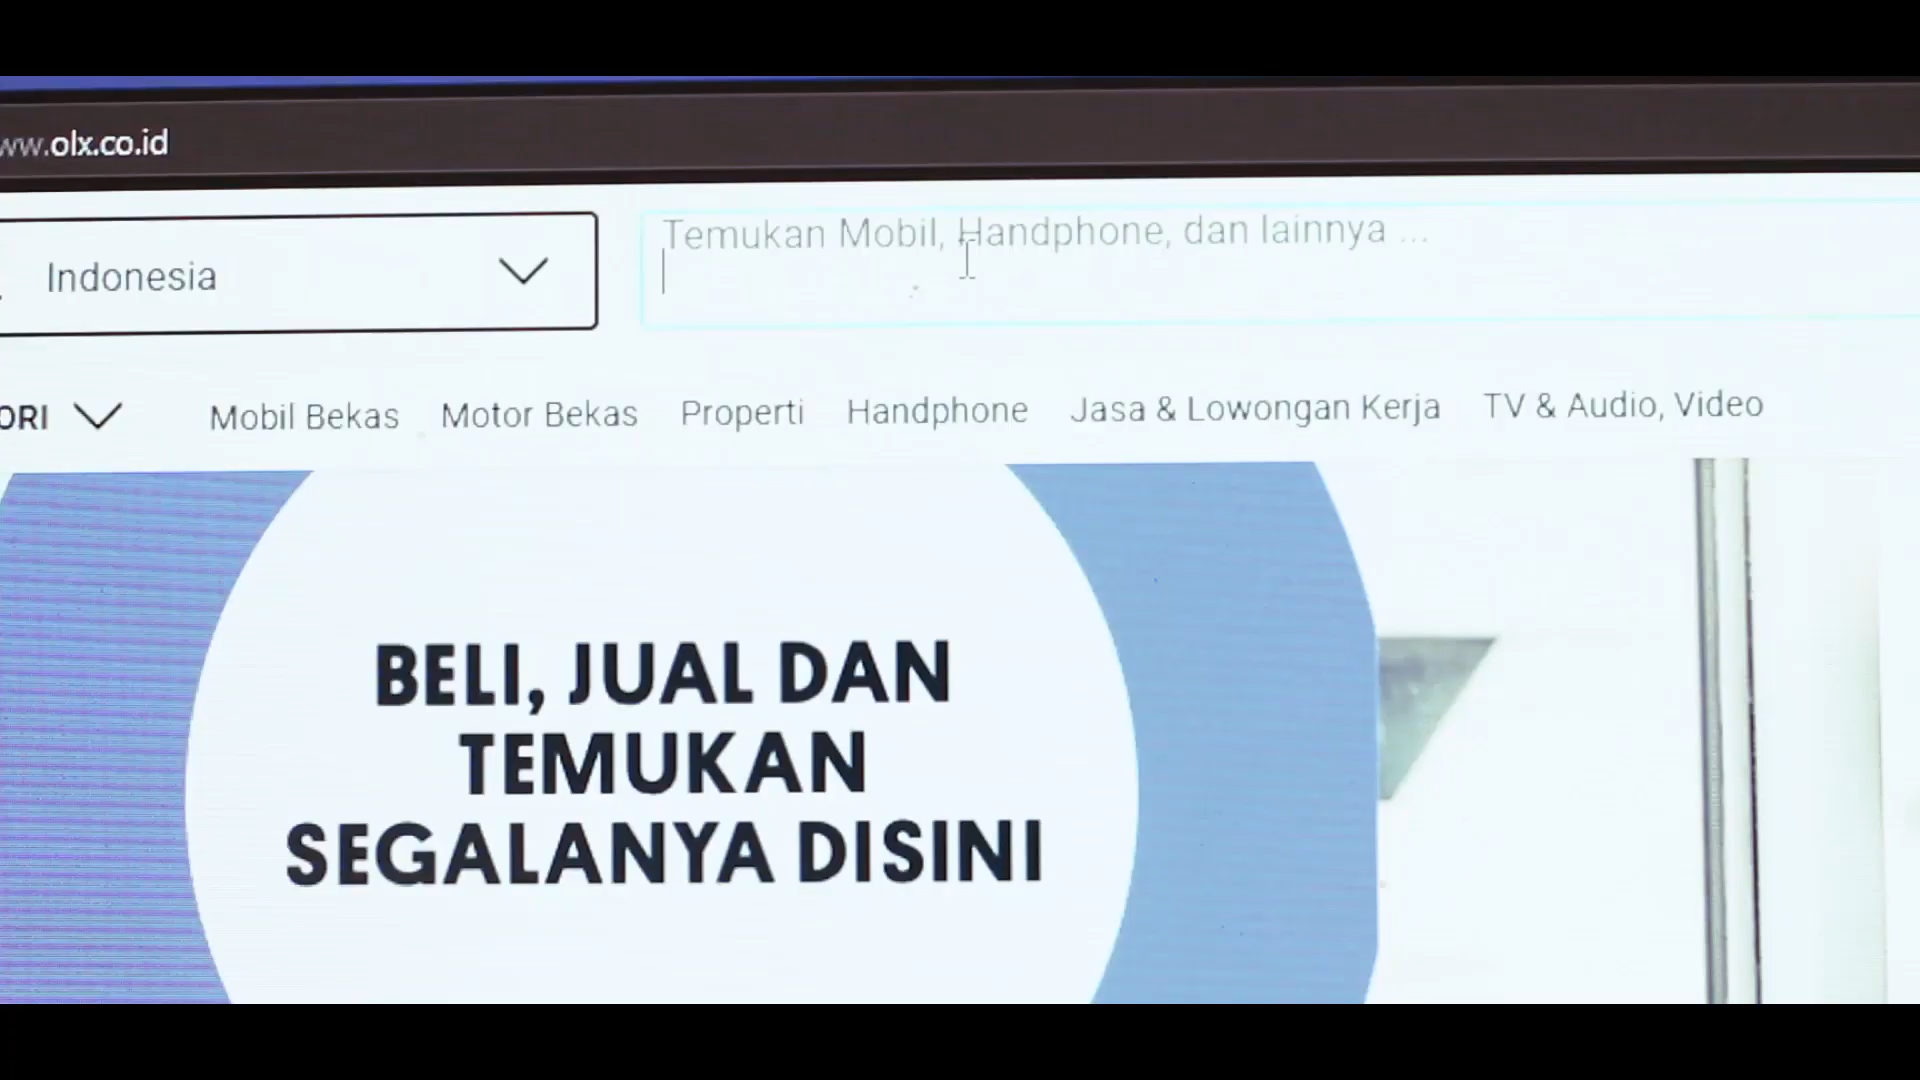 ww.olx.co.id
Indonesia
Temukan Mobil, Handphone, dan lainnya ...
ORI
Mobil Bekas
Motor Bekas
Properti
Handphone
Jasa & Lowongan Kerja
TV & Audio, Video
BELI, JUAL DAN
TEMUKAN
SEGALANYA DISINI